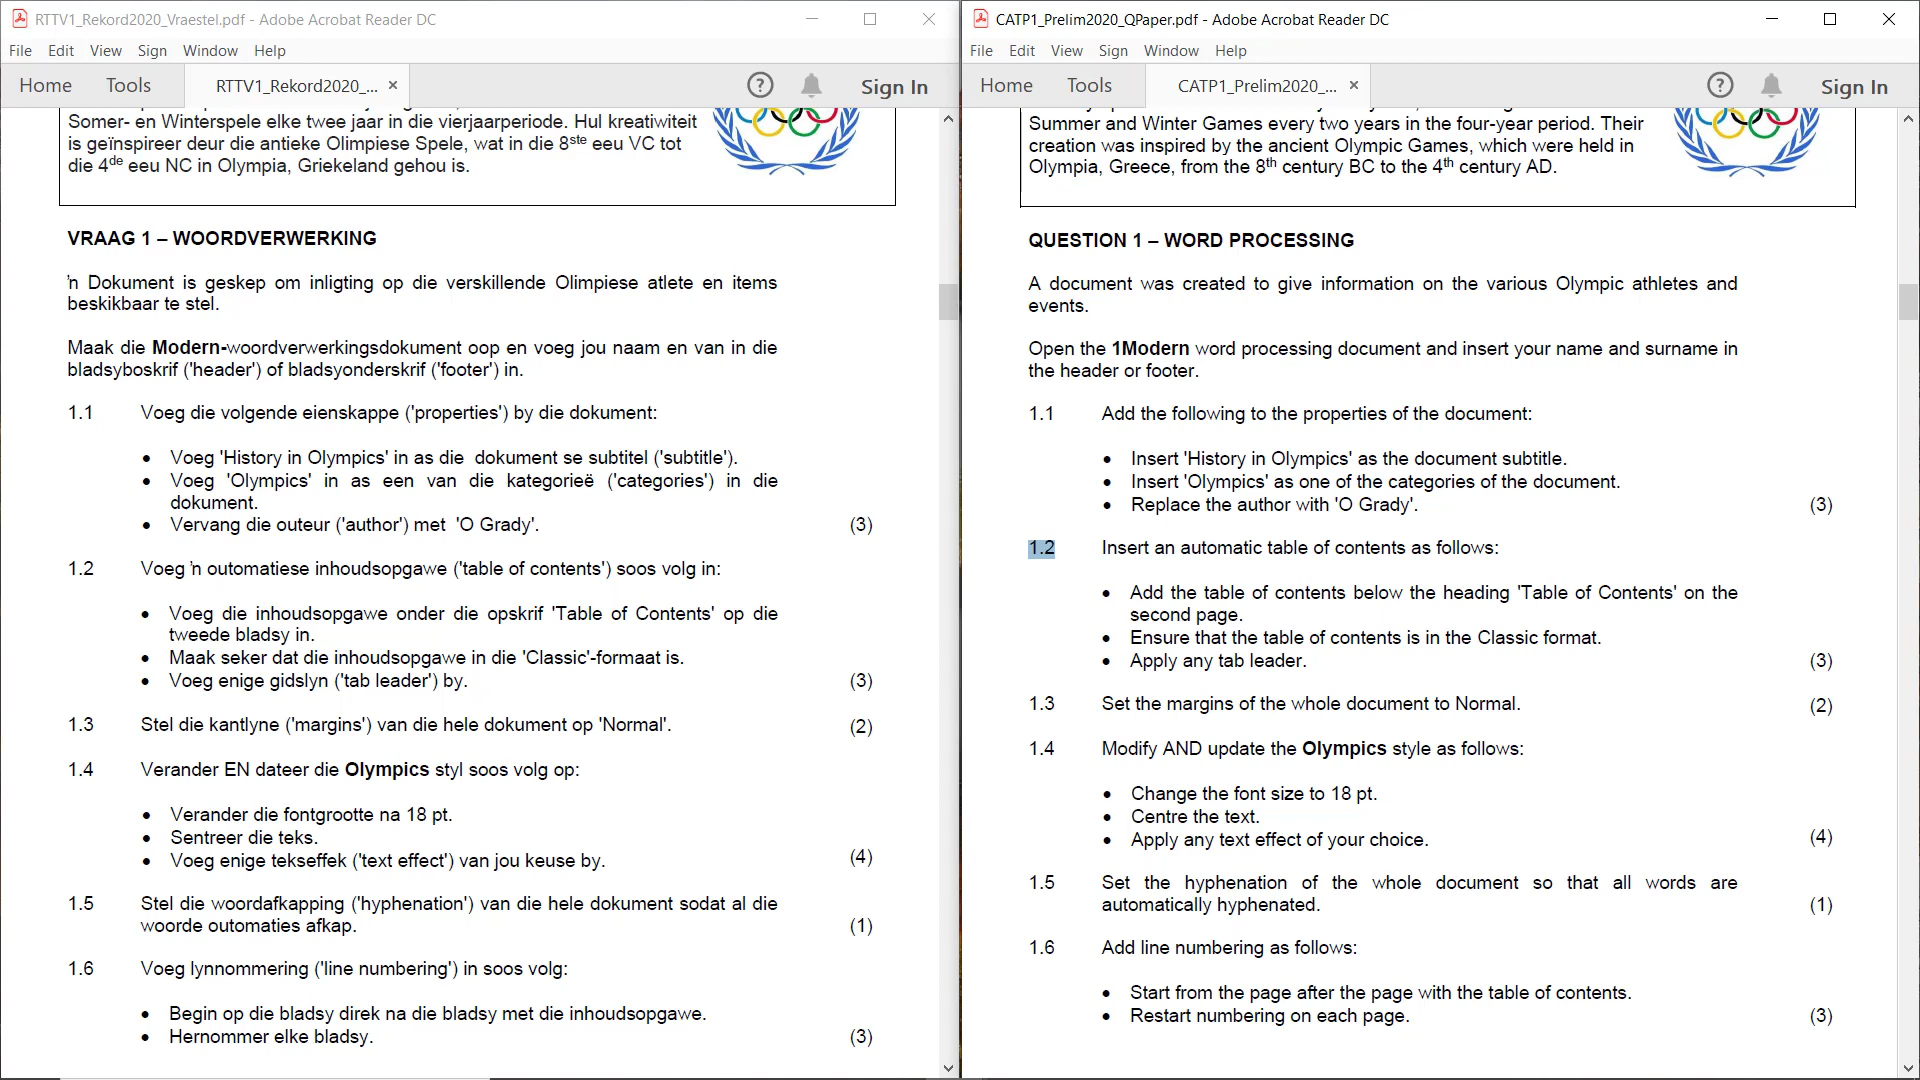 RTTV1_Rekord2020_Vraestel.pdf - Adobe Acrobat Reader DC
File Edit View Sign Window Help
Home Tools RTTV1_Rekord2020_... × Sign In
Somer- en Winterspele elke twee jaar in die vierjaarperiode. Hul kreatiwiteit
is geïnspireer deur die antieke Olimpiese Spele, wat in die 8ste eeu VC tot
die 4de eeu NC in Olympia, Griekeland gehou is.
VRAAG 1 – WOORDVERWERKING
ŉ Dokument is geskep om inligting op die verskillende Olimpiese atlete en items
beskikbaar te stel.
Maak die Modern-woordverwerkingsdokument oop en voeg jou naam en van in die
bladsyboskrif ('header') of bladsyonderskrif ('footer') in.
1.1 Voeg die volgende eienskappe ('properties') by die dokument:
• Voeg 'History in Olympics' in as die dokument se subtitel ('subtitle').
• Voeg 'Olympics' in as een van die kategorieë ('categories') in die
dokument.
• Vervang die outeur ('author') met 'O Grady'. (3)
1.2 Voeg ŉ outomatiese inhoudsopgawe ('table of contents') soos volg in:
• Voeg die inhoudsopgawe onder die opskrif 'Table of Contents' op die
tweede bladsy in.
• Maak seker dat die inhoudsopgawe in die 'Classic'-formaat is.
• Voeg enige gidslyn ('tab leader') by. (3)
1.3 Stel die kantlyne ('margins') van die hele dokument op 'Normal'. (2)
1.4 Verander EN dateer die Olympics styl soos volg op:
• Verander die fontgrootte na 18 pt.
• Sentreer die teks.
• Voeg enige tekseffek ('text effect') van jou keuse by. (4)
1.5 Stel die woordafkapping ('hyphenation') van die hele dokument sodat al die
woorde outomaties afkap. (1)
1.6 Voeg lynnommering ('line numbering') in soos volg:
• Begin op die bladsy direk na die bladsy met die inhoudsopgawe.
• Hernommer elke bladsy. (3)
CATP1_Prelim2020_QPaper.pdf - Adobe Acrobat Reader DC
File Edit View Sign Window Help
Home Tools CATP1_Prelim2020_... × Sign In
Summer and Winter Games every two years in the four-year period. Their
creation was inspired by the ancient Olympic Games, which were held in
Olympia, Greece, from the 8th century BC to the 4th century AD.
QUESTION 1 – WORD PROCESSING
A document was created to give information on the various Olympic athletes and
events.
Open the 1Modern word processing document and insert your name and surname in
the header or footer.
1.1 Add the following to the properties of the document:
• Insert 'History in Olympics' as the document subtitle.
• Insert 'Olympics' as one of the categories of the document.
• Replace the author with 'O Grady'. (3)
1.2 Insert an automatic table of contents as follows:
• Add the table of contents below the heading 'Table of Contents' on the
second page.
• Ensure that the table of contents is in the Classic format.
• Apply any tab leader. (3)
1.3 Set the margins of the whole document to Normal. (2)
1.4 Modify AND update the Olympics style as follows:
• Change the font size to 18 pt.
• Centre the text.
• Apply any text effect of your choice. (4)
1.5 Set the hyphenation of the whole document so that all words are
automatically hyphenated. (1)
1.6 Add line numbering as follows:
• Start from the page after the page with the table of contents.
• Restart numbering on each page. (3)